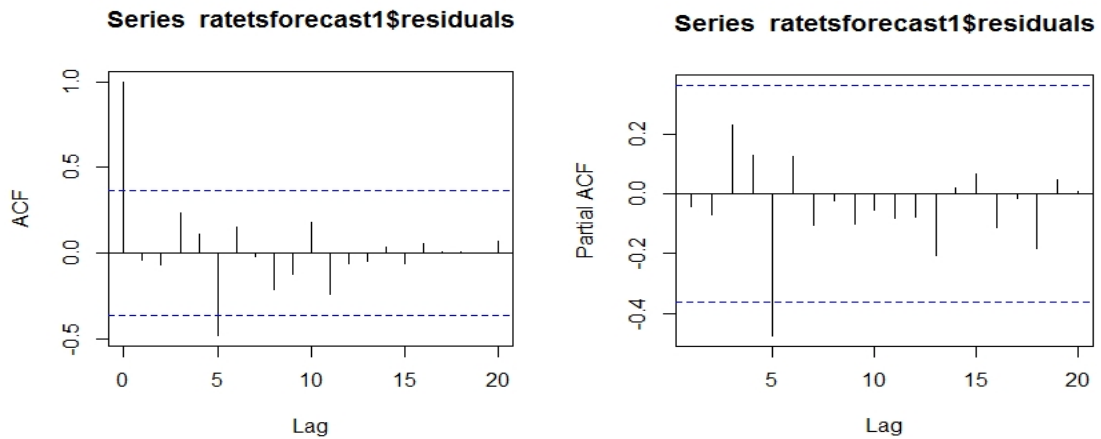 Series ratetsforecast1$residuals
ACF
1.0
0.5
0.0
-0.5
0 5 10 15 20
Lag
Series ratetsforecast1$residuals
Partial ACF
0.2
0.0
-0.2
-0.4
5 10 15 20
Lag